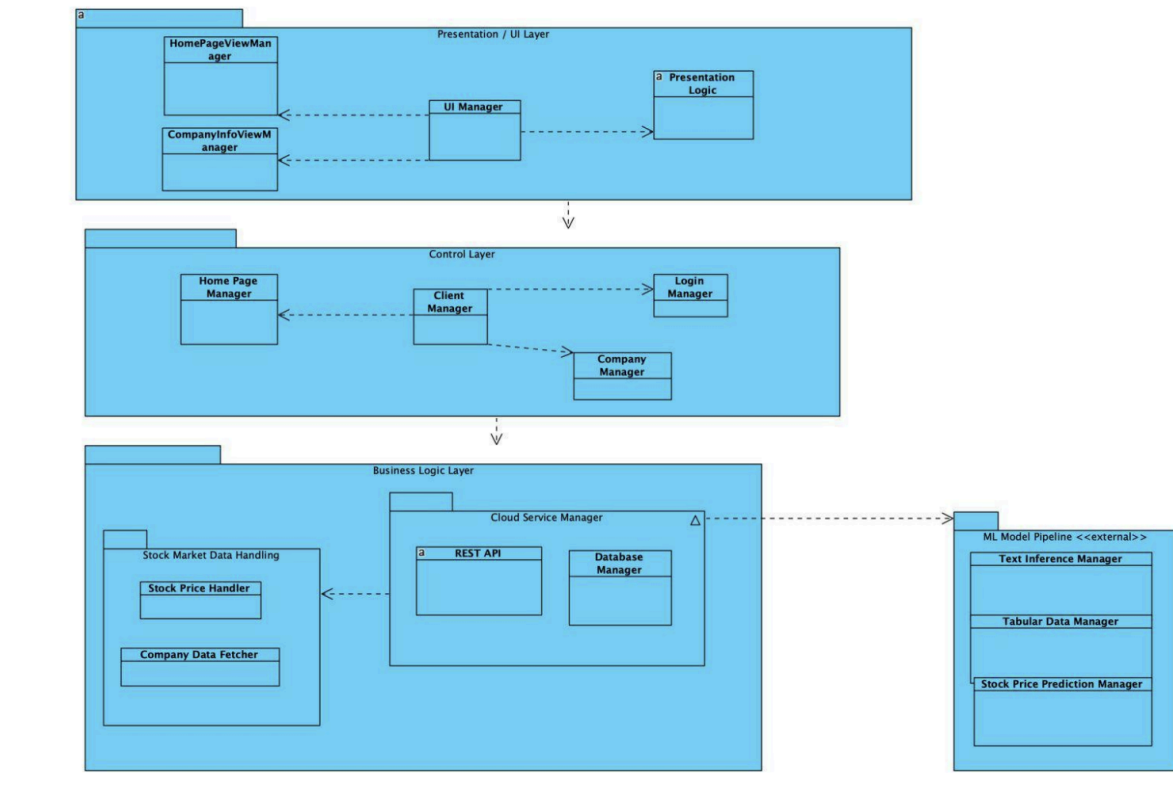 a
Presentation / UI Layer
HomePageViewMan
ager
a Presentation
Logic
UI Manager
CompanyInfoViewM
anager
Control Layer
Home Page
Manager
Client
Manager
Login
Manager
Company
Manager
Business Logic Layer
Cloud Service Manager
Stock Market Data Handling
a REST API
Database
Manager
Stock Price Handler
Company Data Fetcher
ML Model Pipeline <<external>>
Text Inference Manager
Tabular Data Manager
Stock Price Prediction Manager